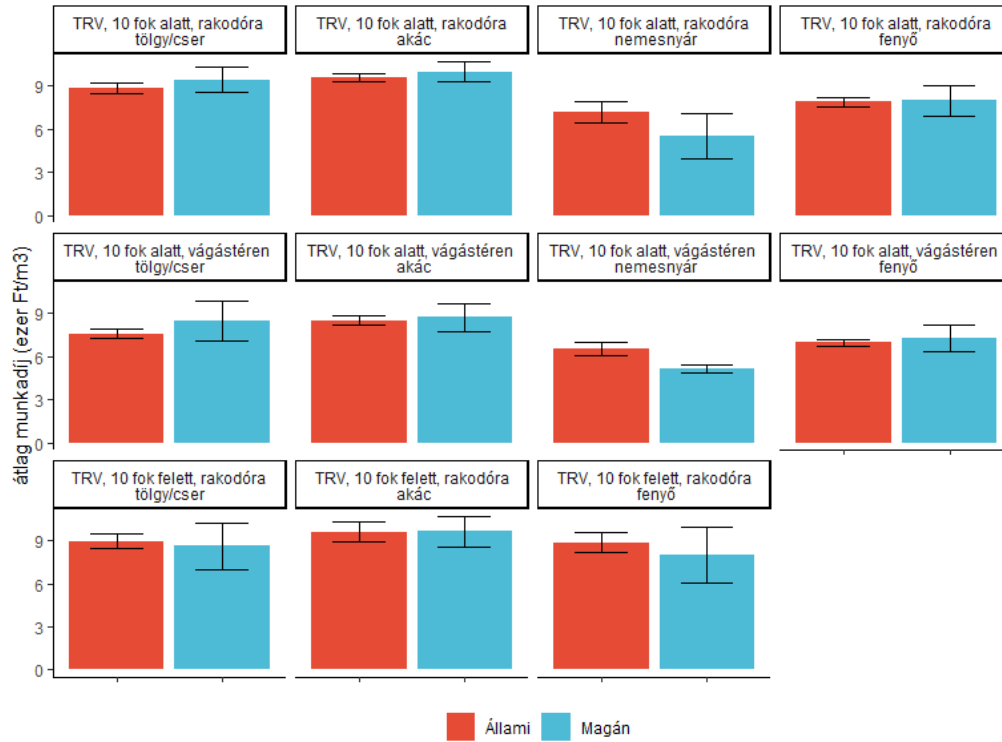 TRV, 10 fok alatt, rakodóra
tölgy/cser
TRV, 10 fok alatt, rakodóra
akác
TRV, 10 fok alatt, rakodóra
nemesnyár
TRV, 10 fok alatt, rakodóra
fenyő
9
6
3
0
TRV, 10 fok alatt, vágástéren
tölgy/cser
TRV, 10 fok alatt, vágástéren
akác
TRV, 10 fok alatt, vágástéren
nemesnyár
TRV, 10 fok alatt, vágástéren
fenyő
9
6
3
0
átlag munkadíj (ezer Ft/m3)
TRV, 10 fok felett, rakodóra
tölgy/cser
TRV, 10 fok felett, rakodóra
akác
TRV, 10 fok felett, rakodóra
fenyő
9
6
3
0
Állami
Magán